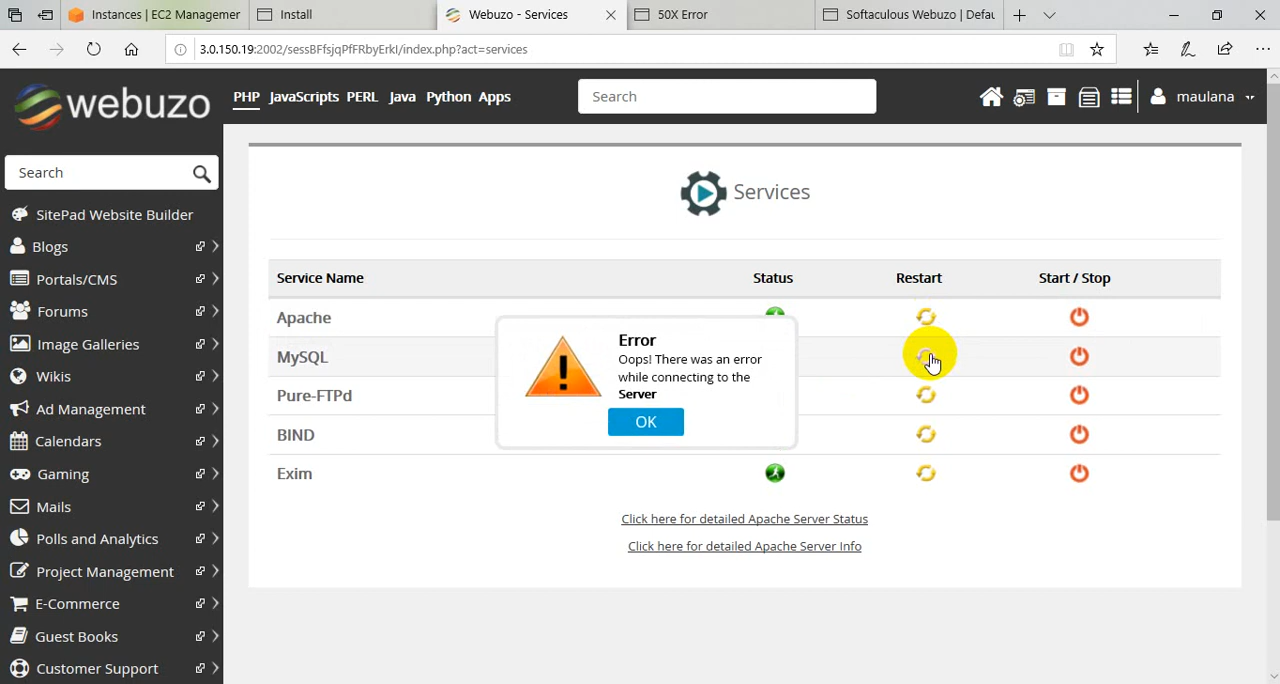 Instances | EC2 Managemer
Install
Webuzo - Services
50X Error
Softaculous Webuzo | Defau
3.0.150.19:2002/sessBFfsjqPfFRbyErkI/index.php?act=services
webuzo
PHP JavaScripts PERL Java Python Apps
Search
maulana
Search
SitePad Website Builder
Blogs
Portals/CMS
Forums
Image Galleries
Wikis
Ad Management
Calendars
Gaming
Mails
Polls and Analytics
Project Management
E-Commerce
Guest Books
Customer Support
Services
Service Name Status Restart Start / Stop
Apache
MySQL
Pure-FTPd
BIND
Exim
Error
Oops! There was an error
while connecting to the
Server
OK
Click here for detailed Apache Server Status
Click here for detailed Apache Server Info